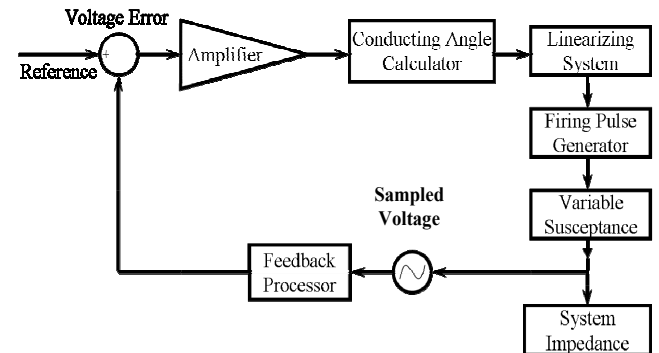 Voltage Error
+
Reference
Amplifier
Conducting Angle
Calculator
Linearizing
System
Firing Pulse
Generator
Variable
Susceptance
Sampled
Voltage
Feedback
Processor
System
Impedance